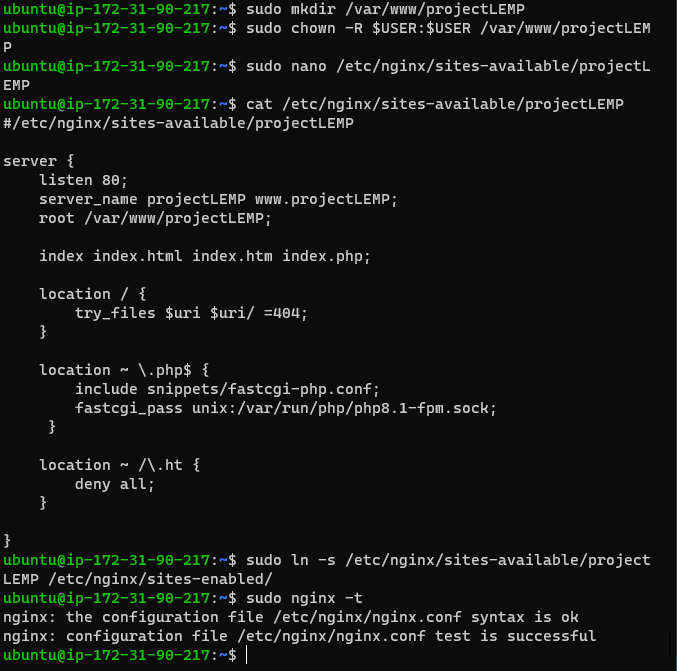 ubuntu@ip-172-31-90-217:~$ sudo mkdir /var/www/projectLEMP
ubuntu@ip-172-31-90-217:~$ sudo chown -R $USER:$USER /var/www/projectLEM
P
ubuntu@ip-172-31-90-217:~$ sudo nano /etc/nginx/sites-available/projectL
EMP
ubuntu@ip-172-31-90-217:~$ cat /etc/nginx/sites-available/projectLEMP
#/etc/nginx/sites-available/projectLEMP

server {
    listen 80;
    server_name projectLEMP www.projectLEMP;
    root /var/www/projectLEMP;

    index index.html index.htm index.php;

    location / {
        try_files $uri $uri/ =404;
    }

    location ~ \.php$ {
        include snippets/fastcgi-php.conf;
        fastcgi_pass unix:/var/run/php/php8.1-fpm.sock;
     }

    location ~ /\.ht {
        deny all;
    }

}
ubuntu@ip-172-31-90-217:~$ sudo ln -s /etc/nginx/sites-available/project
LEMP /etc/nginx/sites-enabled/
ubuntu@ip-172-31-90-217:~$ sudo nginx -t
nginx: the configuration file /etc/nginx/nginx.conf syntax is ok
nginx: configuration file /etc/nginx/nginx.conf test is successful
ubuntu@ip-172-31-90-217:~$